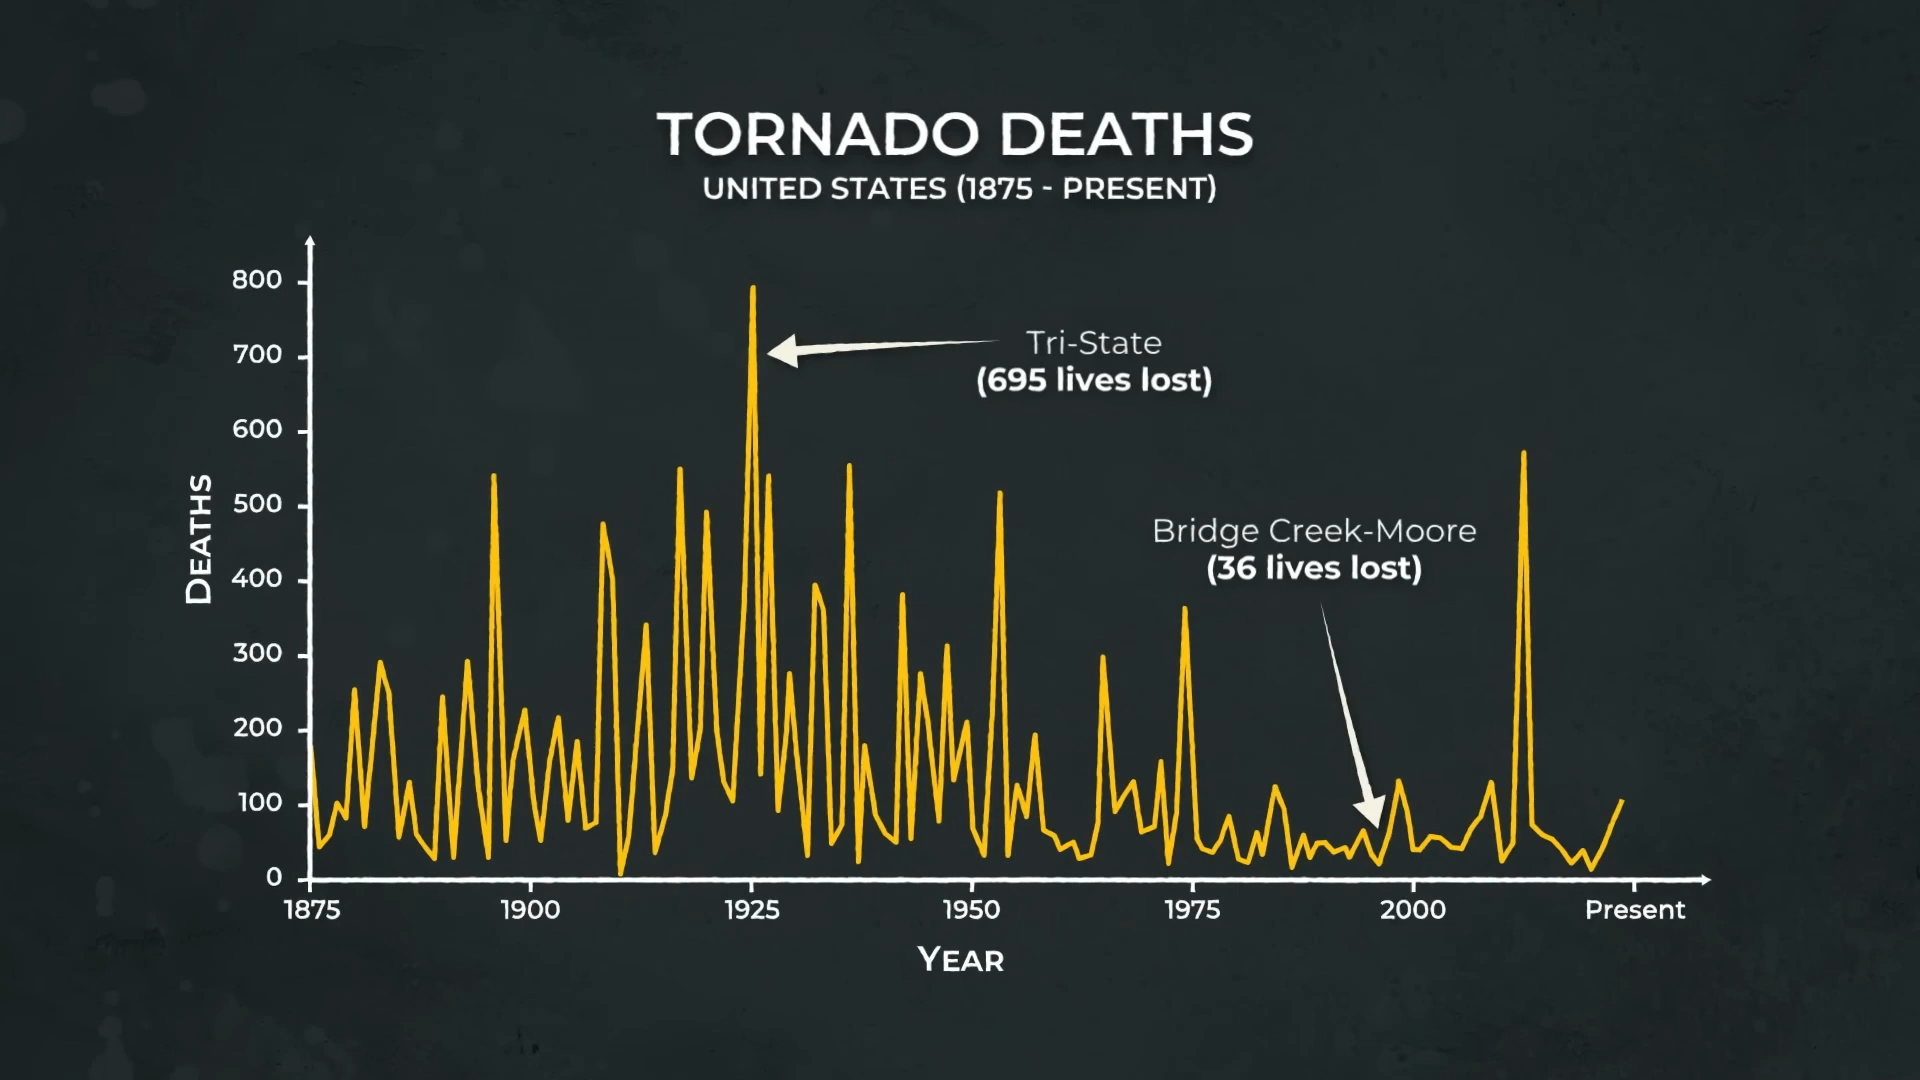 TORNADO DEATHS
UNITED STATES (1875 - PRESENT)
800
700
600
500
400
300
200
100
0
DEATHS
Tri-State
(695 lives lost)
Bridge Creek-Moore
(36 lives lost)
1875
1900
1925
1950
1975
2000
Present
YEAR